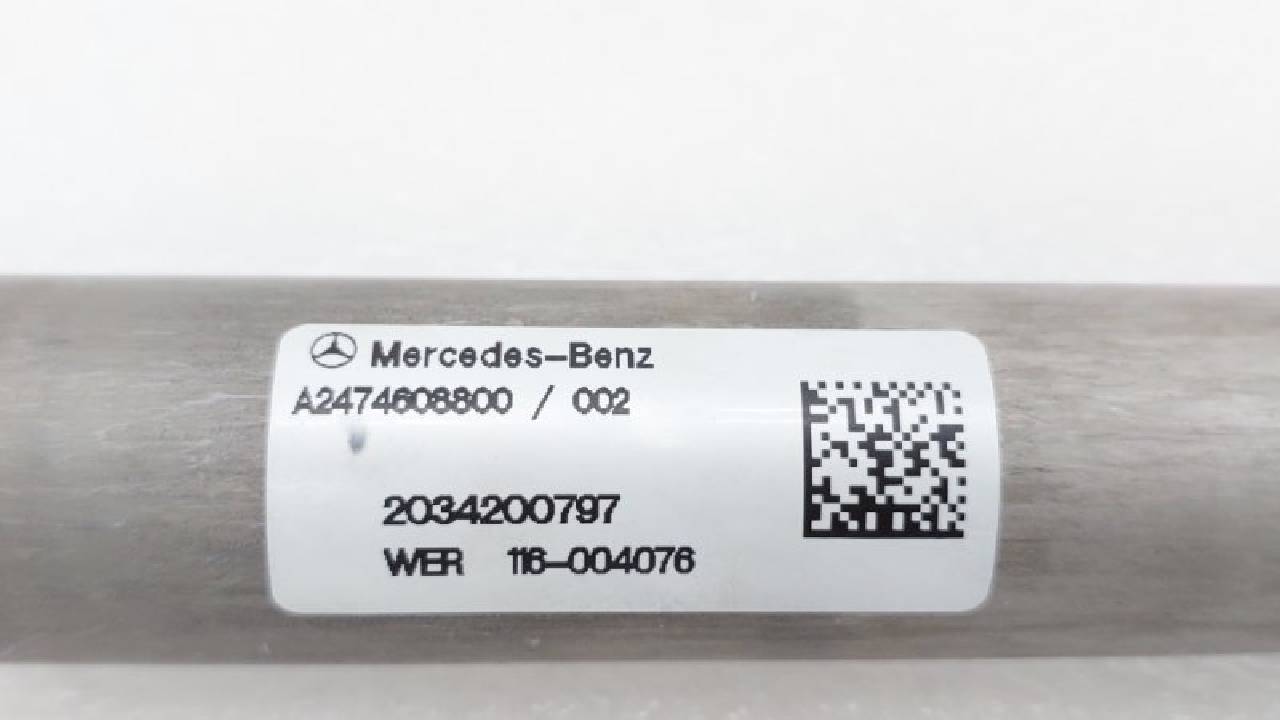 Mercedes-Benz
A2474608800 / 002
2034200797
WER 116-004076